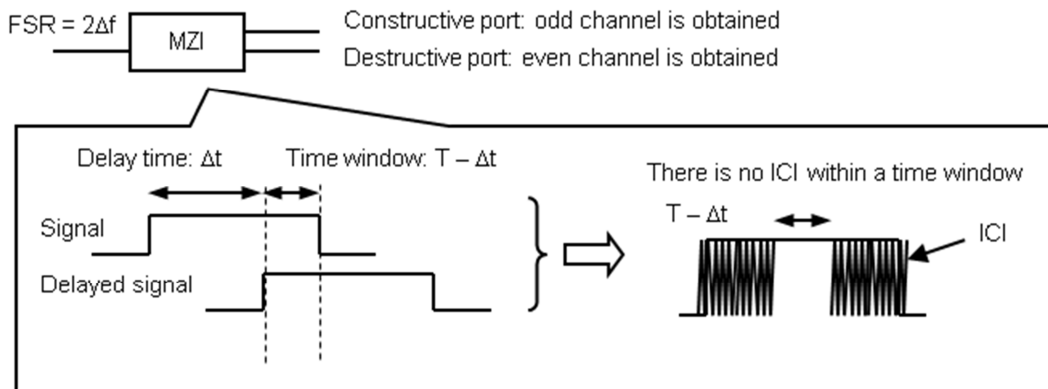 FSR = 2Δf
MZI
Constructive port: odd channel is obtained
Destructive port: even channel is obtained
Delay time: Δt
Time window: T – Δt
Signal
Delayed signal
There is no ICI within a time window
T – Δt
ICI